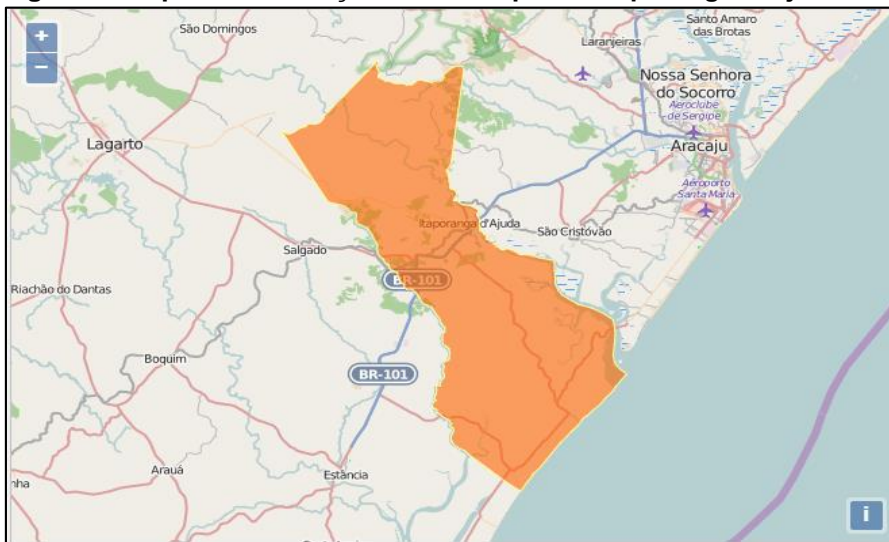 +
São Domingos
Santo Amaro
das Brotas
Laranjeiras
−
Nossa Senhora
do Socorro
Aeroclube
de Sergipe
Lagarto
Aracaju
Aeroporto
Santa Maria
Itaporanga d'Ajuda
São Cristóvão
Salgado
BR-101
Riachão do Dantas
Boquim
BR-101
Arauá
Estância
nha
i